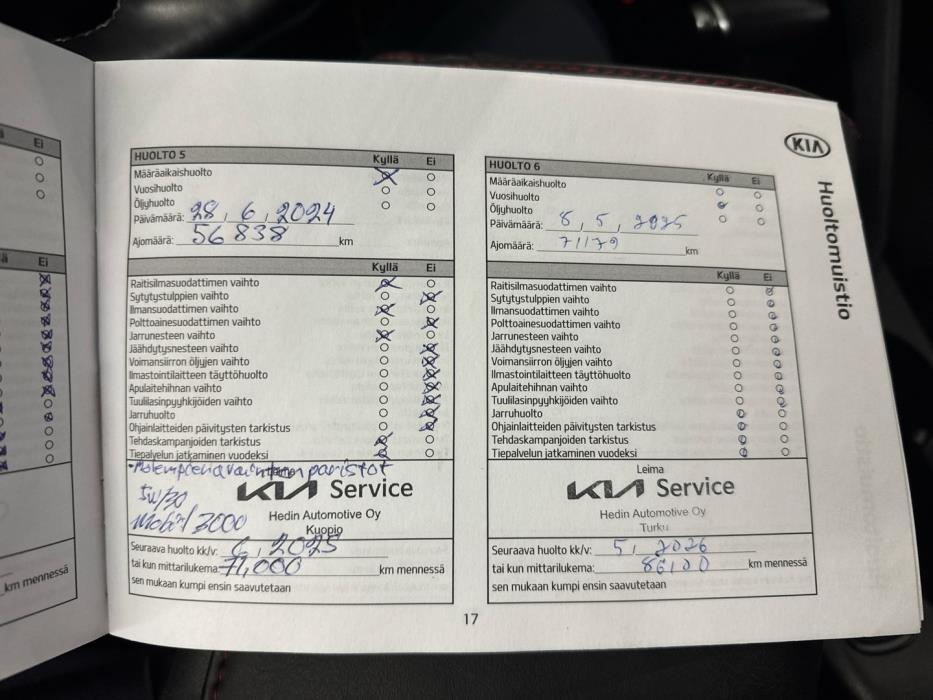 Ei
Ei
km mennessä
HUOLTO 5 Kyllä Ei
Määräaikaishuolto
Vuosihuolto
Öljyhuolto
Päivämäärä: 28, 6, 2024
Ajomäärä: 56 838 km
Kyllä Ei
Raitisilmasuodattimen vaihto
Sytytystulppien vaihto
Ilmansuodattimen vaihto
Polttoainesuodattimen vaihto
Jarrunesteen vaihto
Jäähdytysnesteen vaihto
Voimansiirron öljyjen vaihto
Ilmastointilaitteen täyttöhuolto
Apulaitehihnan vaihto
Tuulilasinpyyhkijöiden vaihto
Jarruhuolto
Ohjainlaitteiden päivitysten tarkistus
Tehdaskampanjoiden tarkistus
Tiepalvelun jatkaminen vuodeksi
paristot
5W/30
Mobil 3000
KIA Service
Hedin Automotive Oy
Kuopio
Seuraava huolto kk/v: 6, 2025
tai kun mittarilukema: 71,000 km mennessä
sen mukaan kumpi ensin saavutetaan
HUOLTO 6 Kyllä Ei
Määräaikaishuolto
Vuosihuolto
Öljyhuolto
Päivämäärä: 8, 5, 2025
Ajomäärä: 71179 km
Kyllä Ei
Raitisilmasuodattimen vaihto
Sytytystulppien vaihto
Ilmansuodattimen vaihto
Polttoainesuodattimen vaihto
Jarrunesteen vaihto
Jäähdytysnesteen vaihto
Voimansiirron öljyjen vaihto
Ilmastointilaitteen täyttöhuolto
Apulaitehihnan vaihto
Tuulilasinpyyhkijöiden vaihto
Jarruhuolto
Ohjainlaitteiden päivitysten tarkistus
Tehdaskampanjoiden tarkistus
Tiepalvelun jatkaminen vuodeksi
Leima
KIA Service
Hedin Automotive Oy
Turku
Seuraava huolto kk/v: 5, 2026
tai kun mittarilukema: 86100 km mennessä
sen mukaan kumpi ensin saavutetaan
KIA
Huoltomuistio
17